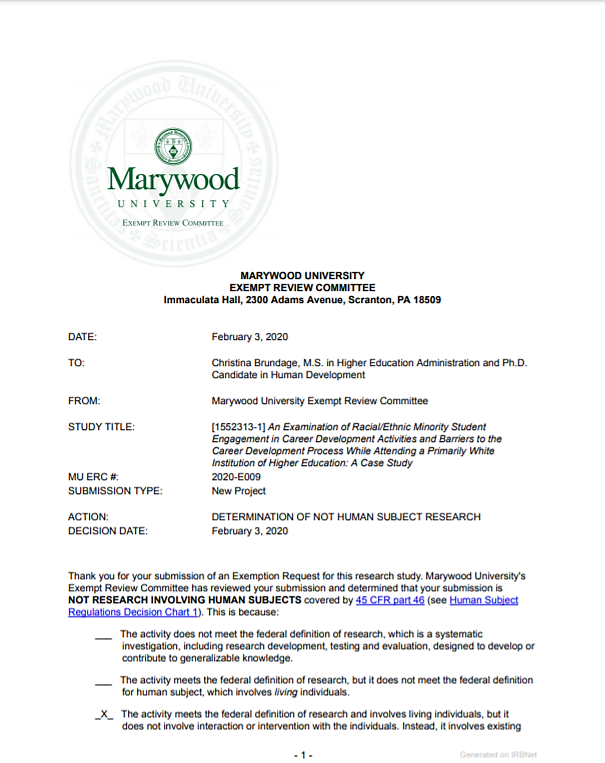 Marywood University
Sanctitas Scientia Sanitas
Marywood
UNIVERSITY
EXEMPT REVIEW COMMITTEE
MARYWOOD UNIVERSITY
EXEMPT REVIEW COMMITTEE
Immaculata Hall, 2300 Adams Avenue, Scranton, PA 18509
DATE: February 3, 2020
TO: Christina Brundage, M.S. in Higher Education Administration and Ph.D.
Candidate in Human Development
FROM: Marywood University Exempt Review Committee
STUDY TITLE: [1552313-1] An Examination of Racial/Ethnic Minority Student
Engagement in Career Development Activities and Barriers to the
Career Development Process While Attending a Primarily White
Institution of Higher Education: A Case Study
MU ERC #: 2020-E009
SUBMISSION TYPE: New Project
ACTION: DETERMINATION OF NOT HUMAN SUBJECT RESEARCH
DECISION DATE: February 3, 2020
Thank you for your submission of an Exemption Request for this research study. Marywood University's
Exempt Review Committee has reviewed your submission and determined that your submission is
NOT RESEARCH INVOLVING HUMAN SUBJECTS covered by 45 CFR part 46 (see Human Subject
Regulations Decision Chart 1). This is because:
___ The activity does not meet the federal definition of research, which is a systematic
investigation, including research development, testing and evaluation, designed to develop or
contribute to generalizable knowledge.
___ The activity meets the federal definition of research, but it does not meet the federal definition
for human subject, which involves living individuals.
_X_ The activity meets the federal definition of research and involves living individuals, but it
does not involve interaction or intervention with the individuals. Instead, it involves existing
- 1 -
Generated on IRBNet